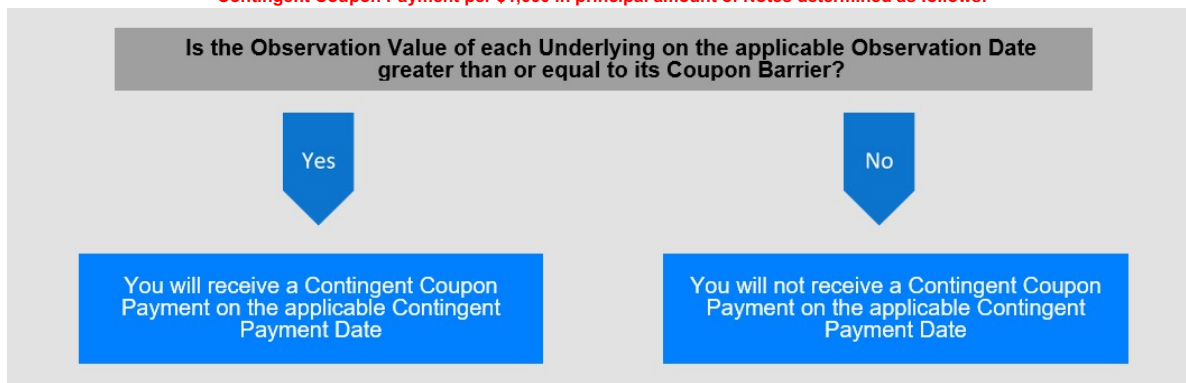 Contingent Coupon Payment per $1,000 in principal amount of Notes determined as follows:
Is the Observation Value of each Underlying on the applicable Observation Date
greater than or equal to its Coupon Barrier?
Yes
No
You will receive a Contingent Coupon
Payment on the applicable Contingent
Payment Date
You will not receive a Contingent Coupon
Payment on the applicable Contingent
Payment Date